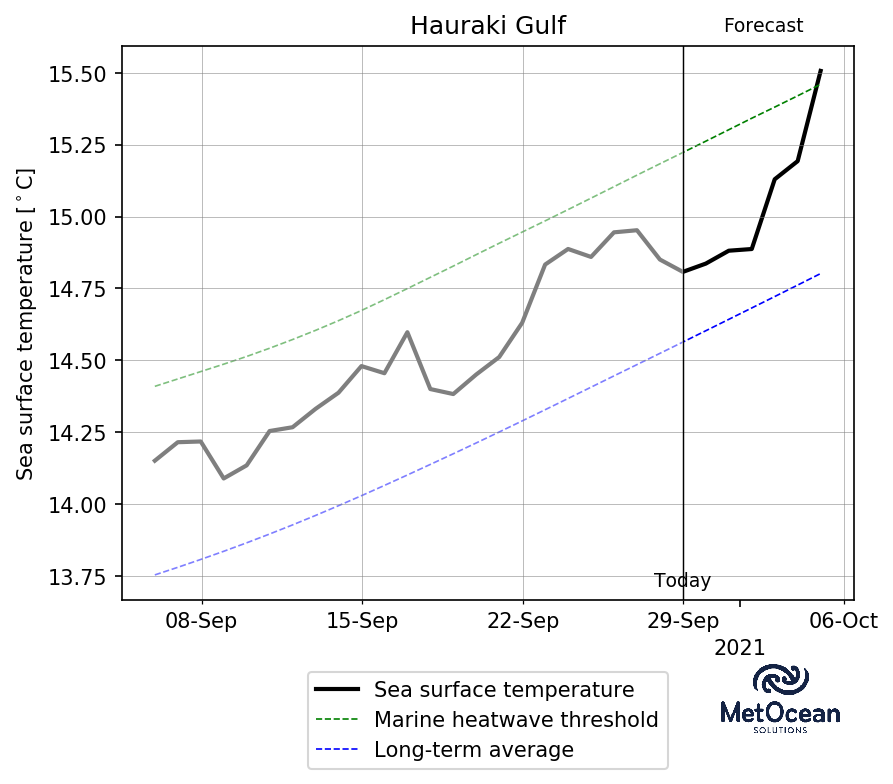 Hauraki Gulf
Forecast
Sea surface temperature [°C]
15.50
15.25
15.00
14.75
14.50
14.25
14.00
13.75
Today
08-Sep
15-Sep
22-Sep
29-Sep
06-Oct
2021
Sea surface temperature
Marine heatwave threshold
Long-term average
MetOcean
SOLUTIONS